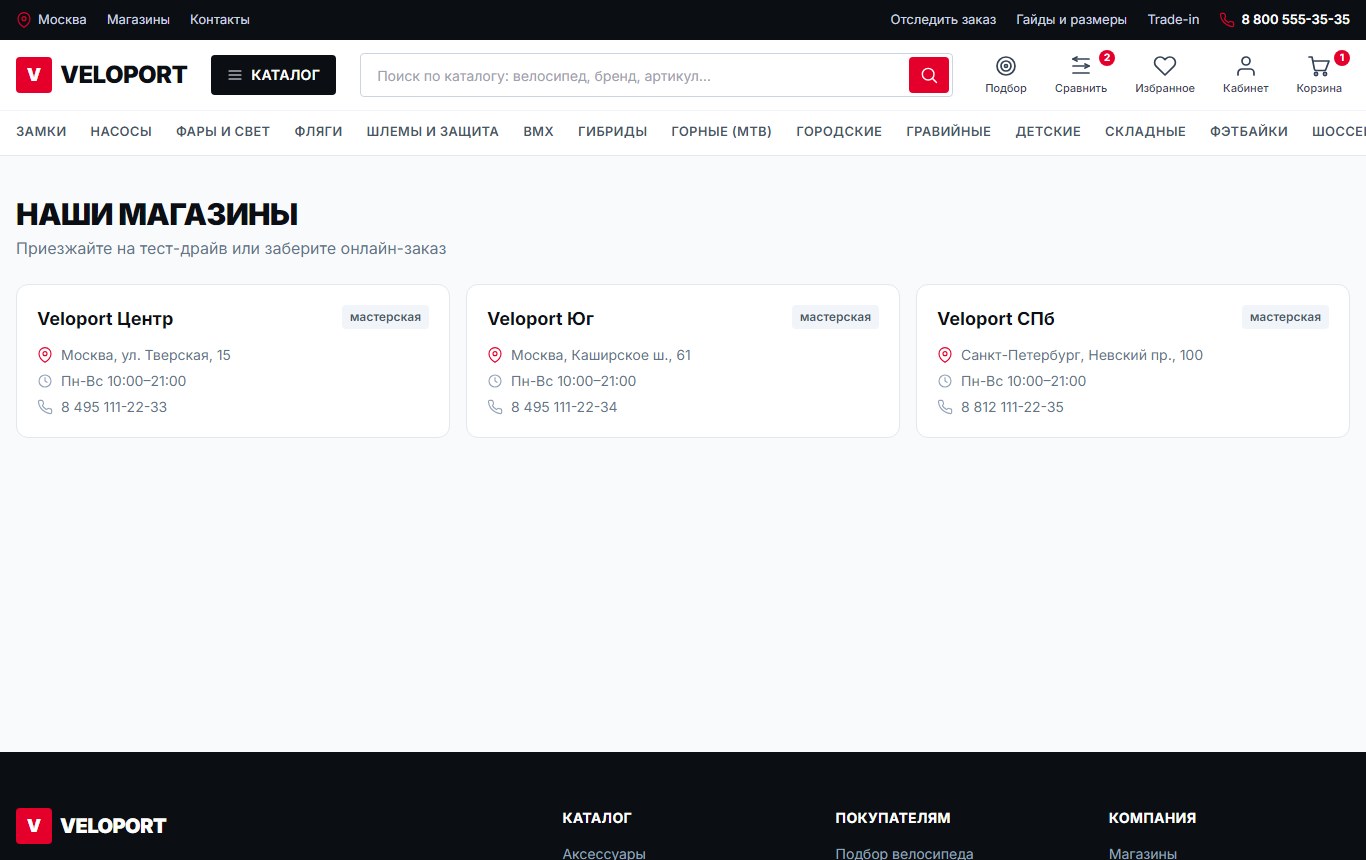 Москва Магазины Контакты Отследить заказ Гайды и размеры Trade-in 8 800 555-35-35
V VELOPORT КАТАЛОГ Поиск по каталогу: велосипед, бренд, артикул... Подбор Сравнить 2 Избранное Кабинет Корзина 1
ЗАМКИ НАСОСЫ ФАРЫ И СВЕТ ФЛЯГИ ШЛЕМЫ И ЗАЩИТА BMX ГИБРИДЫ ГОРНЫЕ (MTB) ГОРОДСКИЕ ГРАВИЙНЫЕ ДЕТСКИЕ СКЛАДНЫЕ ФЭТБАЙКИ ШОССЕ
НАШИ МАГАЗИНЫ
Приезжайте на тест-драйв или заберите онлайн-заказ
Veloport Центр мастерская
Москва, ул. Тверская, 15
Пн-Вс 10:00–21:00
8 495 111-22-33
Veloport Юг мастерская
Москва, Каширское ш., 61
Пн-Вс 10:00–21:00
8 495 111-22-34
Veloport СПб мастерская
Санкт-Петербург, Невский пр., 100
Пн-Вс 10:00–21:00
8 812 111-22-35
V VELOPORT КАТАЛОГ ПОКУПАТЕЛЯМ КОМПАНИЯ
Аксессуары Подбор велосипеда Магазины